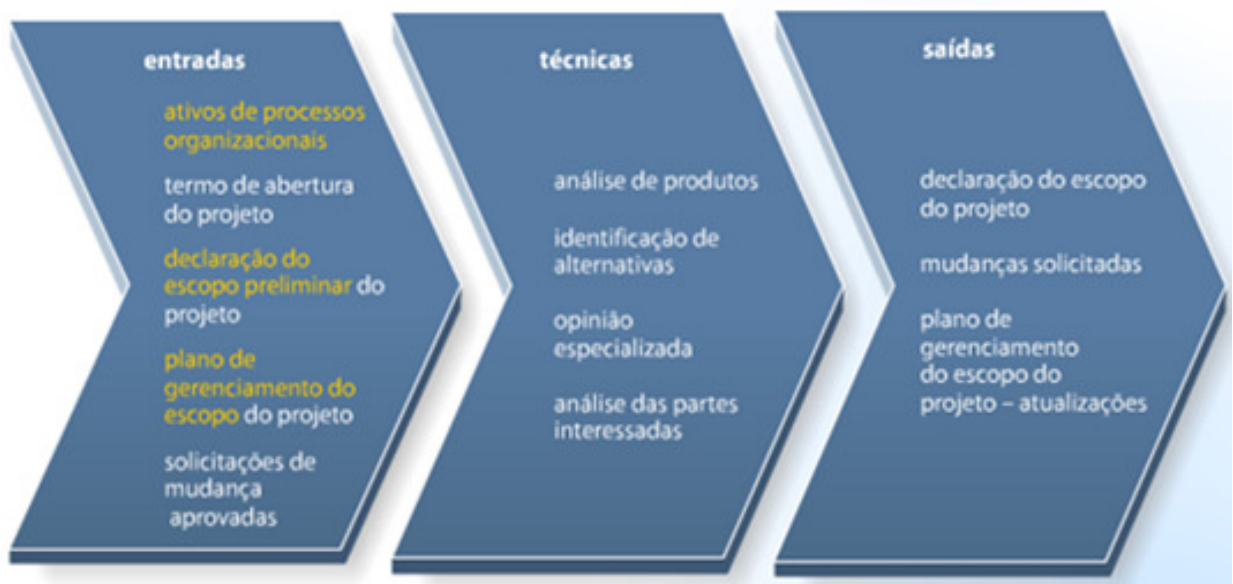 entradas
ativos de processos
organizacionais
termo de abertura
do projeto
declaração do
escopo preliminar do
projeto
plano de
gerenciamento do
escopo do projeto
solicitações de
mudança
aprovadas
técnicas
análise de produtos
identificação de
alternativas
opinião
especializada
análise das partes
interessadas
saídas
declaração do escopo
do projeto
mudanças solicitadas
plano de
gerenciamento
do escopo do
projeto – atualizações